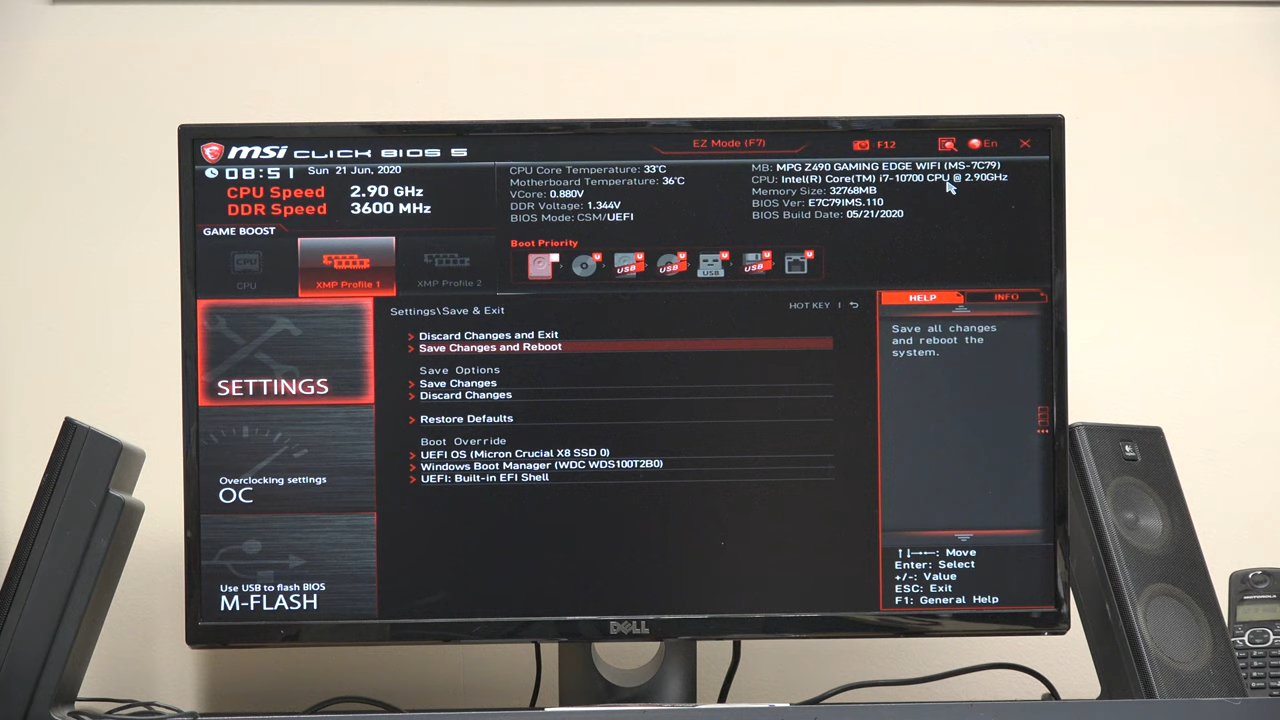 msi CLICK BIOS 5
EZ Mode (F7)
F12
En
08:51 Sun 21 Jun, 2020
CPU Speed 2.90 GHz
DDR Speed 3600 MHz
CPU Core Temperature: 33°C
Motherboard Temperature: 36°C
VCore: 0.880V
DDR Voltage: 1.344V
BIOS Mode: CSM/UEFI
MB: MPG Z490 GAMING EDGE WIFI (MS-7C79)
CPU: Intel(R) Core(TM) i7-10700 CPU @ 2.90GHz
Memory Size: 32768MB
BIOS Ver: E7C79IMS.110
BIOS Build Date: 05/21/2020
GAME BOOST
CPU
CPU
XMP Profile 1
XMP Profile 2
Boot Priority
U
USB U
USB U
USB U
USB U
U
SETTINGS
Overclocking settings
OC
Use USB to flash BIOS
M-FLASH
Settings\Save & Exit
HOT KEY |
> Discard Changes and Exit
> Save Changes and Reboot
Save Options
> Save Changes
> Discard Changes
> Restore Defaults
Boot Override
> UEFI OS (Micron Crucial X8 SSD 0)
> Windows Boot Manager (WDC WDS100T2B0)
> UEFI: Built-in EFI Shell
HELP
INFO
Save all changes
and reboot the
system.
↑↓→←: Move
Enter: Select
+/-: Value
ESC: Exit
F1: General Help
DELL
MOTOROLA